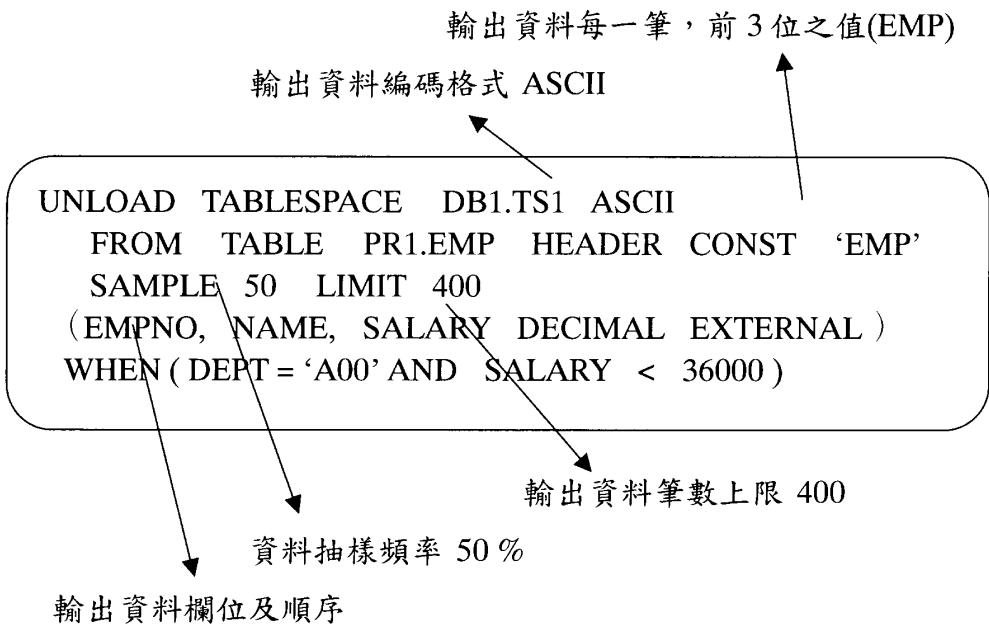 輸出資料每一筆，前 3 位之值(EMP)
輸出資料編碼格式 ASCII
UNLOAD TABLESPACE DB1.TS1 ASCII
FROM TABLE PR1.EMP HEADER CONST ‘EMP’
SAMPLE 50 LIMIT 400
（EMPNO, NAME, SALARY DECIMAL EXTERNAL）
WHEN ( DEPT = ‘A00’ AND SALARY < 36000 )
輸出資料筆數上限 400
資料抽樣頻率 50 %
輸出資料欄位及順序